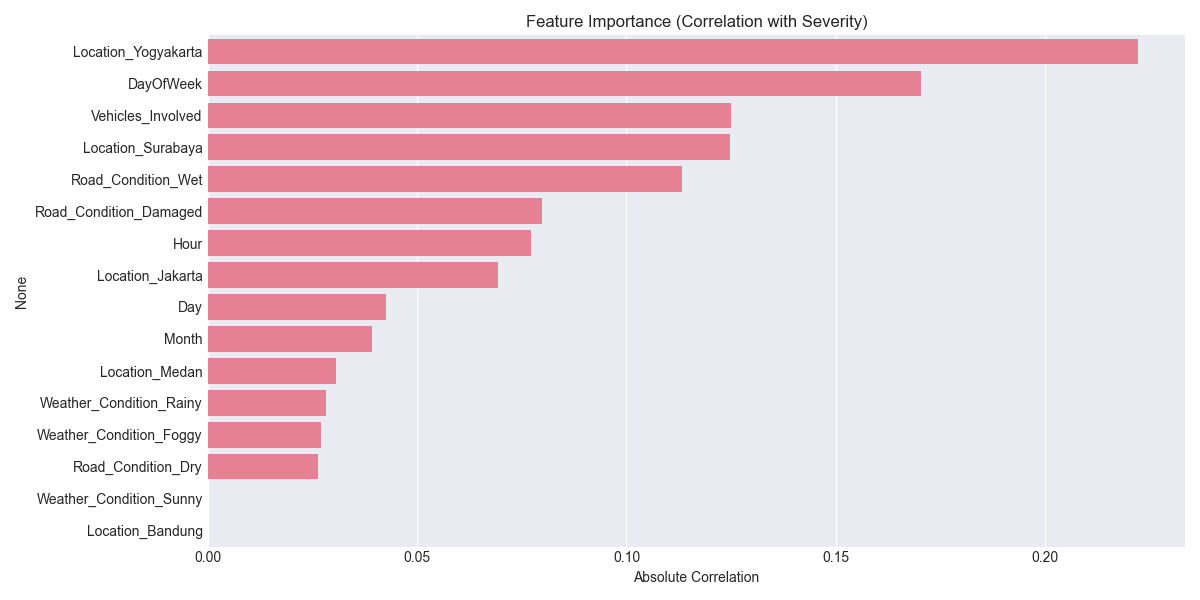 Feature Importance (Correlation with Severity)
Location_Yogyakarta
DayOfWeek
Vehicles_Involved
Location_Surabaya
Road_Condition_Wet
Road_Condition_Damaged
Hour
Location_Jakarta
Day
Month
Location_Medan
Weather_Condition_Rainy
Weather_Condition_Foggy
Road_Condition_Dry
Weather_Condition_Sunny
Location_Bandung
None
0.00 0.05 0.10 0.15 0.20
Absolute Correlation